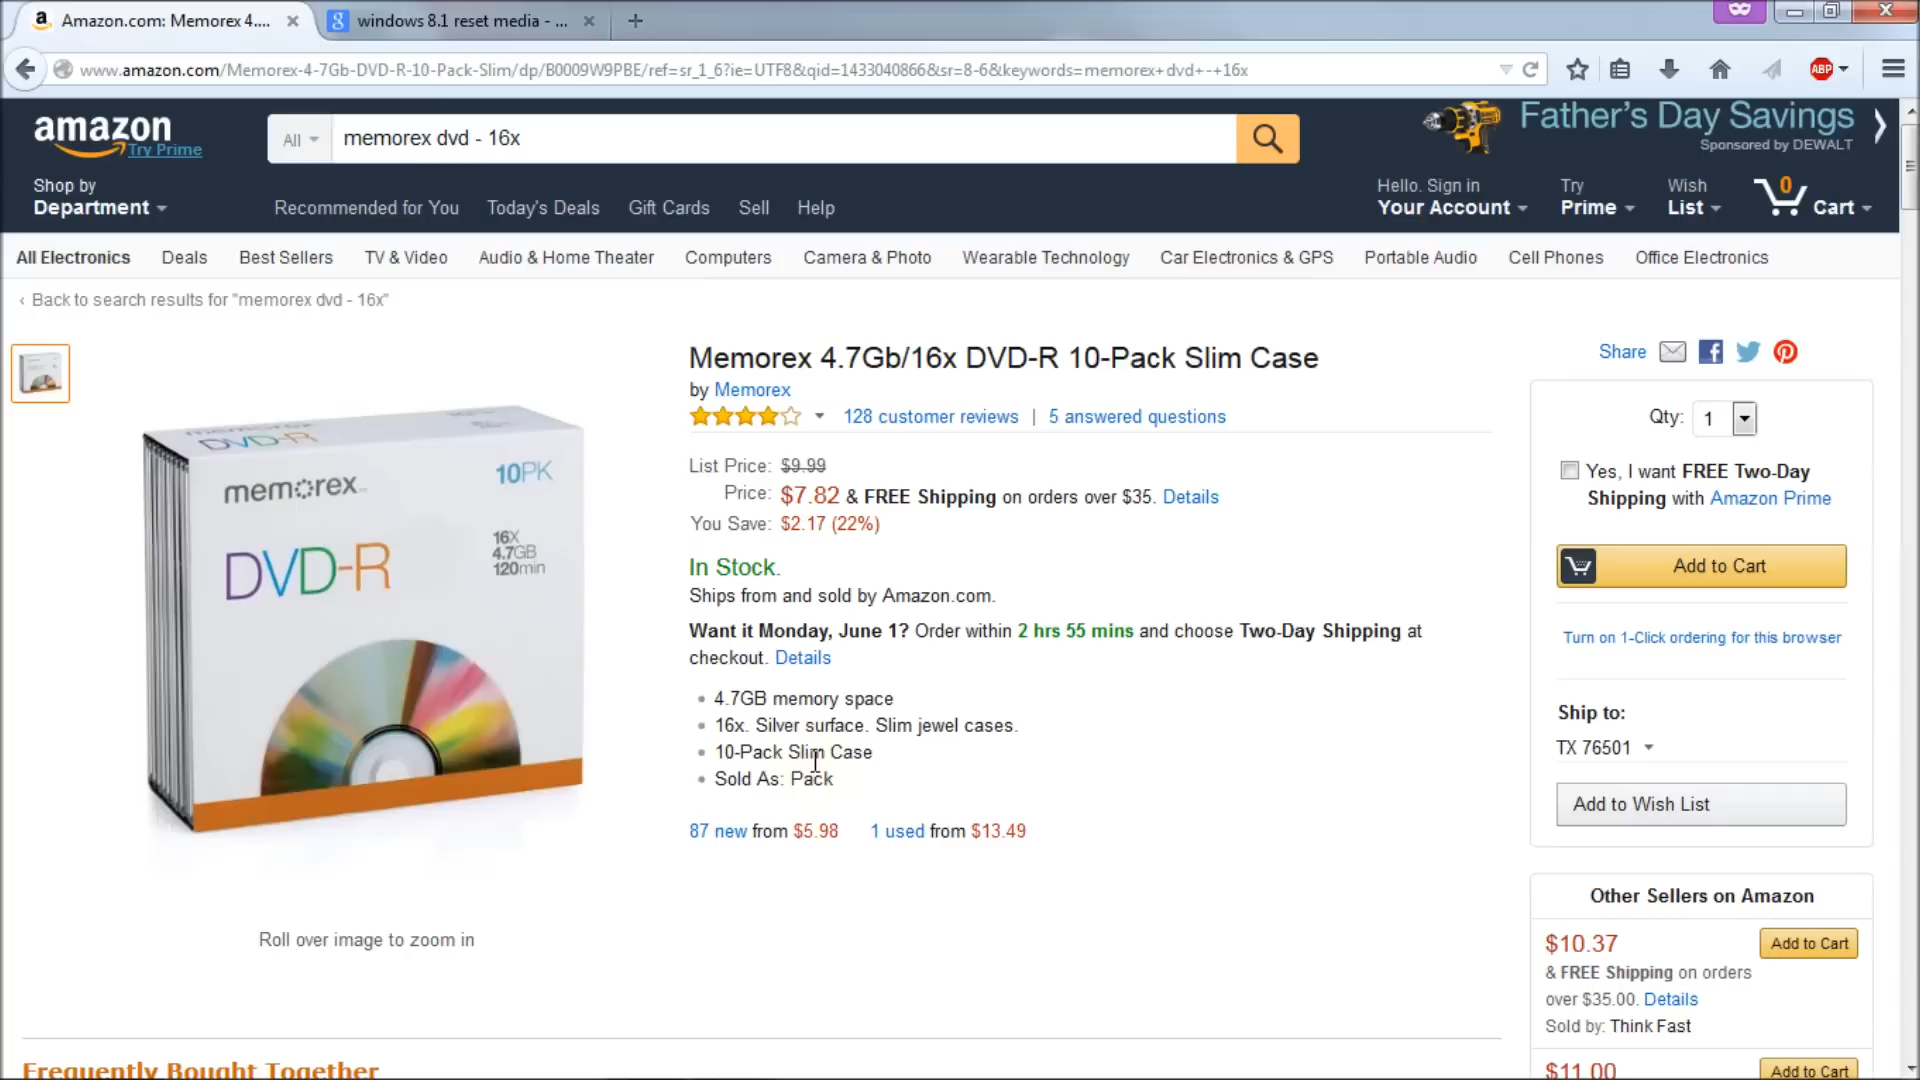 Amazon.com: Memorex 4....
windows 8.1 reset media - ...
www.amazon.com/Memorex-4-7Gb-DVD-R-10-Pack-Slim/dp/B0009W9PBE/ref=sr_1_6?ie=UTF8&qid=1433040866&sr=8-6&keywords=memorex+dvd+-+16x
ABP
amazon
Try Prime
All
memorex dvd - 16x
Father's Day Savings
Sponsored by DEWALT
Shop by
Department
Recommended for You
Today's Deals
Gift Cards
Sell
Help
Hello. Sign in
Your Account
Try
Prime
Wish
List
0
Cart
All Electronics
Deals
Best Sellers
TV & Video
Audio & Home Theater
Computers
Camera & Photo
Wearable Technology
Car Electronics & GPS
Portable Audio
Cell Phones
Office Electronics
‹ Back to search results for "memorex dvd - 16x"
memorex
10PK
DVD-R
16X
4.7GB
120min
DVD-R
Roll over image to zoom in
Memorex 4.7Gb/16x DVD-R 10-Pack Slim Case
by Memorex
128 customer reviews | 5 answered questions
List Price: $9.99
Price: $7.82 & FREE Shipping on orders over $35. Details
You Save: $2.17 (22%)
In Stock.
Ships from and sold by Amazon.com.
Want it Monday, June 1? Order within 2 hrs 55 mins and choose Two-Day Shipping at
checkout. Details
• 4.7GB memory space
• 16x. Silver surface. Slim jewel cases.
• 10-Pack Slim Case
• Sold As: Pack
87 new from $5.98
1 used from $13.49
Share
Qty: 1
Yes, I want FREE Two-Day
Shipping with Amazon Prime
Add to Cart
Turn on 1-Click ordering for this browser
Ship to:
TX 76501
Add to Wish List
Other Sellers on Amazon
$10.37
Add to Cart
& FREE Shipping on orders
over $35.00. Details
Sold by: Think Fast
$11.00
Add to Cart
Frequently Bought Together